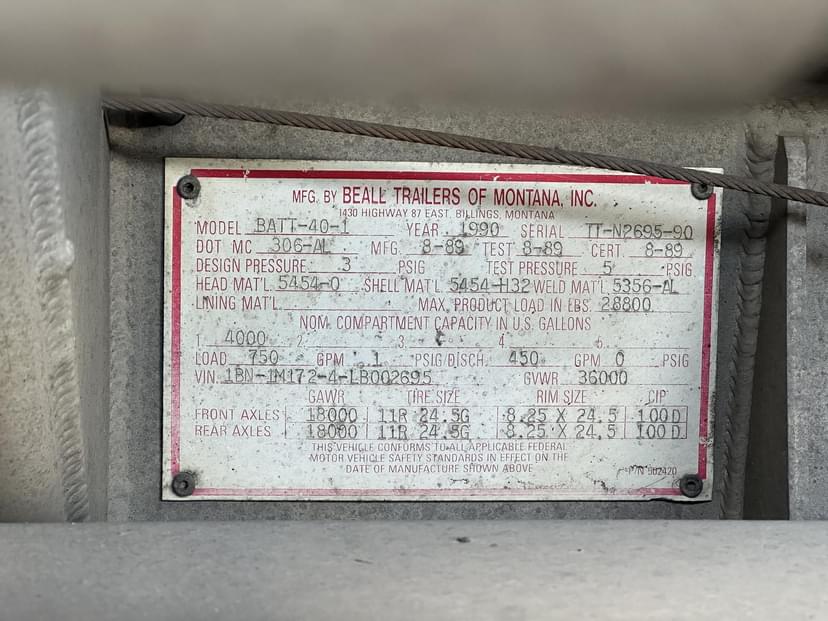 MFG. BY BEALL TRAILERS OF MONTANA, INC.
1430 HIGHWAY 87 EAST, BILLINGS, MONTANA
MODEL BATT-40-1 YEAR 1990 SERIAL TT-N2695-90
DOT MC 306-AL MFG. 8-89 TEST 8-89 CERT. 8-89
DESIGN PRESSURE 3 PSIG TEST PRESSURE 5 PSIG
HEAD MAT'L 5454-O SHELL MAT'L 5454-H32 WELD MAT'L 5356-AL
LINING MAT'L MAX. PRODUCT LOAD IN LBS. 28800
NOM. COMPARTMENT CAPACITY IN U.S. GALLONS
1. 4000 2. 3. 4. 5.
LOAD 750 GPM 1 PSIG/DISCH. 450 GPM 0 PSIG
VIN 1BN-1M172-4-LB002695 GVWR 36000
GAWR TIRE SIZE RIM SIZE CIP
FRONT AXLES 18000 11R 24.5G 8.25 X 24.5 100 D
REAR AXLES 18000 11R 24.5G 8.25 X 24.5 100 D
THIS VEHICLE CONFORMS TO ALL APPLICABLE FEDERAL
MOTOR VEHICLE SAFETY STANDARDS IN EFFECT ON THE
DATE OF MANUFACTURE SHOWN ABOVE
P/N 902420